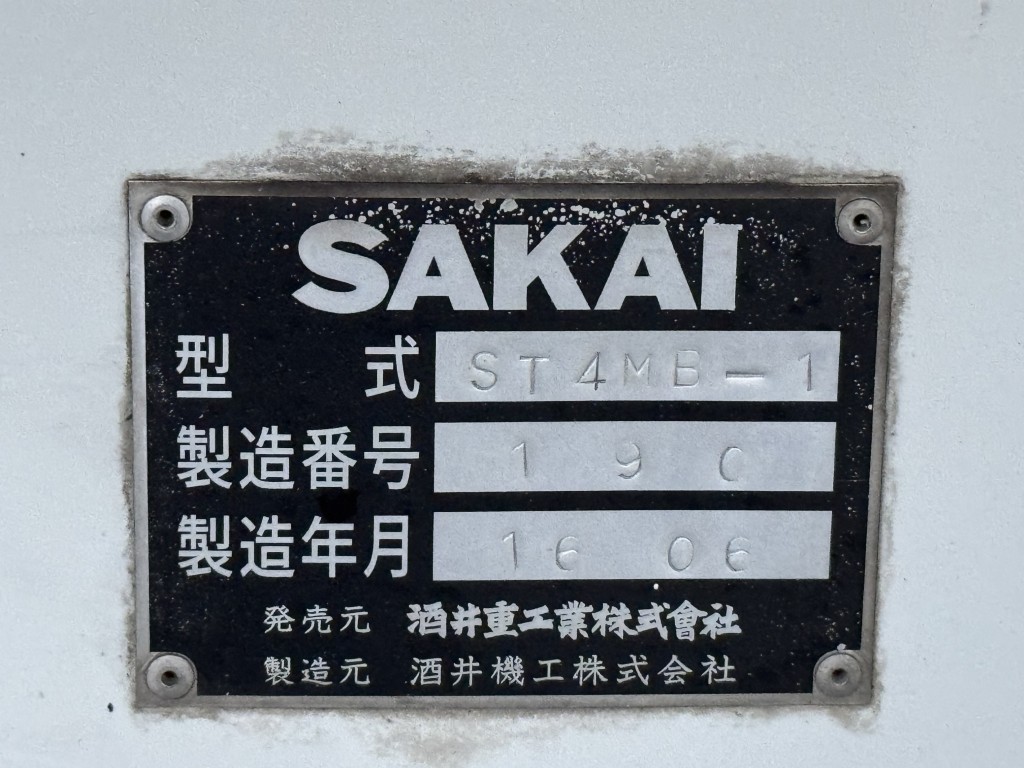 SAKAI
型式 ST4MB-1
製造番号 190
製造年月 16 06
発売元 酒井重工業株式會社
製造元 酒井機工株式会社